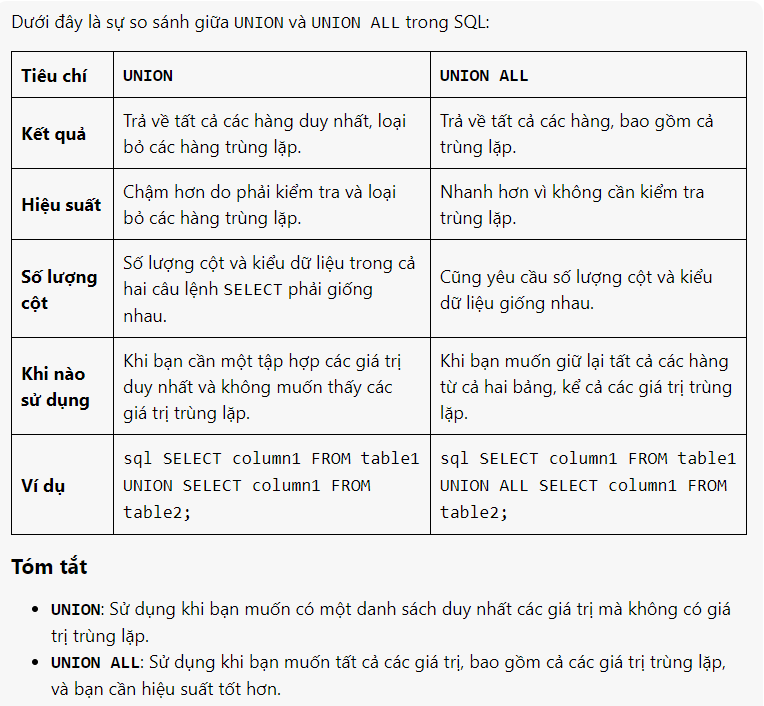 Dưới đây là sự so sánh giữa UNION và UNION ALL trong SQL:
Tiêu chí UNION UNION ALL
Kết quả
Trả về tất cả các hàng duy nhất, loại
bỏ các hàng trùng lặp.
Trả về tất cả các hàng, bao gồm cả
trùng lặp.
Hiệu suất
Chậm hơn do phải kiểm tra và loại
bỏ các hàng trùng lặp.
Nhanh hơn vì không cần kiểm tra
trùng lặp.
Số lượng
cột
Số lượng cột và kiểu dữ liệu trong cả
hai câu lệnh SELECT phải giống
nhau.
Cũng yêu cầu số lượng cột và kiểu
dữ liệu giống nhau.
Khi nào
sử dụng
Khi bạn cần một tập hợp các giá trị
duy nhất và không muốn thấy các
giá trị trùng lặp.
Khi bạn muốn giữ lại tất cả các hàng
từ cả hai bảng, kể cả các giá trị trùng
lặp.
Ví dụ
sql SELECT column1 FROM table1
UNION SELECT column1 FROM
table2;
sql SELECT column1 FROM table1
UNION ALL SELECT column1 FROM
table2;
Tóm tắt
• UNION: Sử dụng khi bạn muốn có một danh sách duy nhất các giá trị mà không có giá
trị trùng lặp.
• UNION ALL: Sử dụng khi bạn muốn tất cả các giá trị, bao gồm cả các giá trị trùng lặp,
và bạn cần hiệu suất tốt hơn.